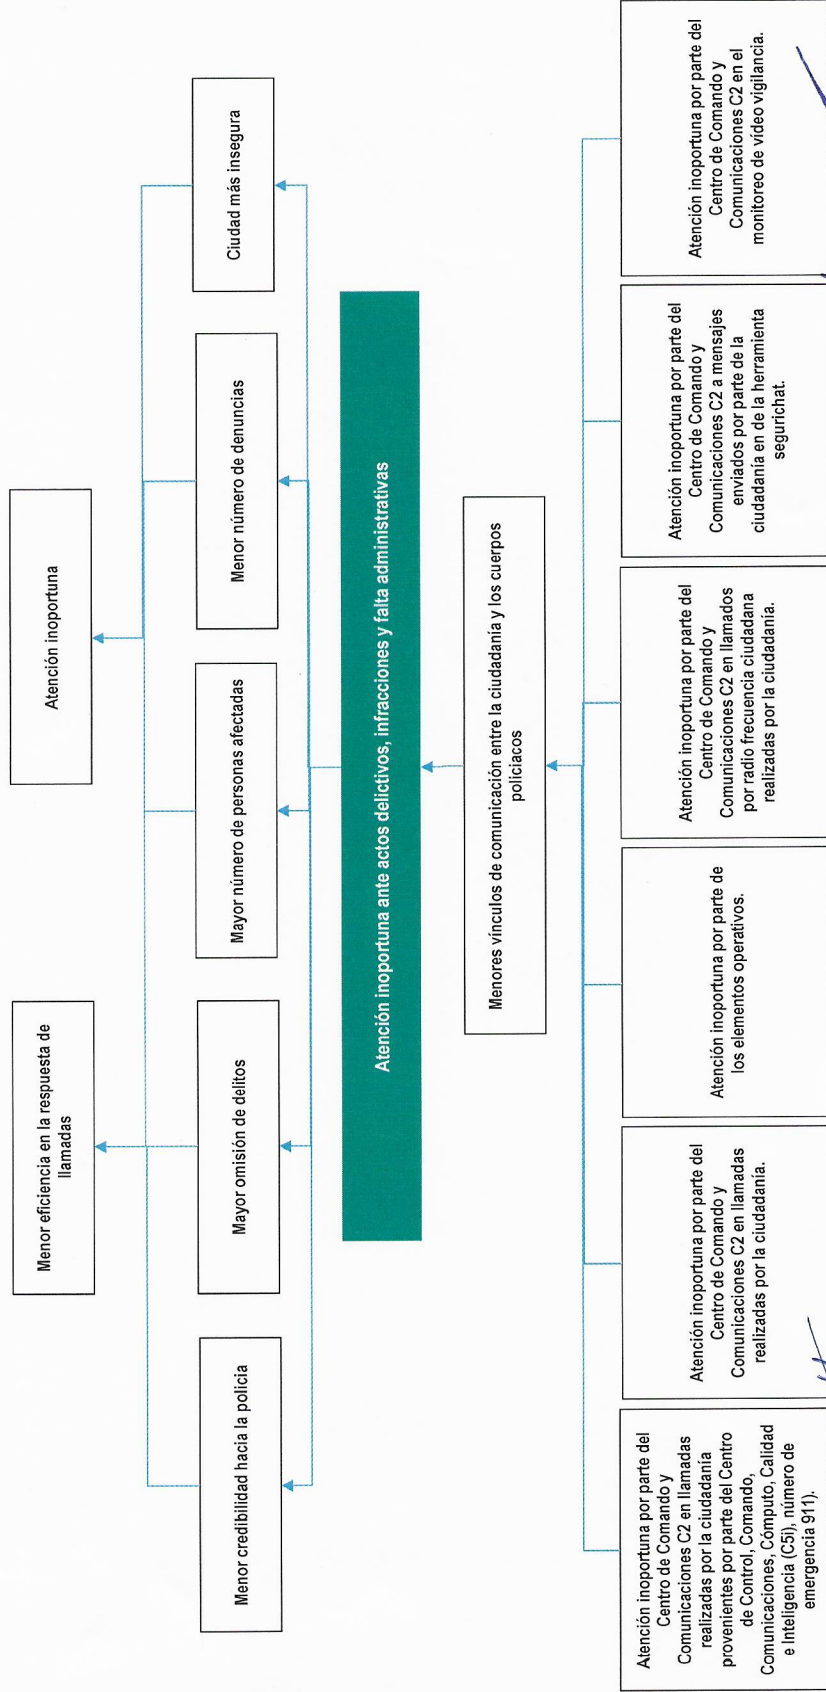 Menor eficiencia en la respuesta de
llamadas
Atención inoportuna
Menor credibilidad hacia la policia
Mayor omisión de delitos
Mayor número de personas afectadas
Menor número de denuncias
Ciudad más insegura
Atención inoportuna ante actos delictivos, infracciones y falta administrativas
Menores vínculos de comunicación entre la ciudadanía y los cuerpos
policiacos
Atención inoportuna por parte del
Centro de Comando y
Comunicaciones C2 en llamadas
realizadas por la ciudadanía
provenientes por parte del Centro
de Control, Comando,
Comunicaciones, Cómputo, Calidad
e Inteligencia (C5i), número de
emergencia 911).
Atención inoportuna por parte del
Centro de Comando y
Comunicaciones C2 en llamadas
realizadas por la ciudadanía.
Atención inoportuna por parte de
los elementos operativos.
Atención inoportuna por parte del
Centro de Comando y
Comunicaciones C2 en llamados
por radio frecuencia ciudadana
realizadas por la ciudadanía.
Atención inoportuna por parte del
Centro de Comando y
Comunicaciones C2 a mensajes
enviados por parte de la
ciudadanía en de la herramienta
segurichat.
Atención inoportuna por parte del
Centro de Comando y
Comunicaciones C2 en el
monitoreo de vídeo vigilancia.